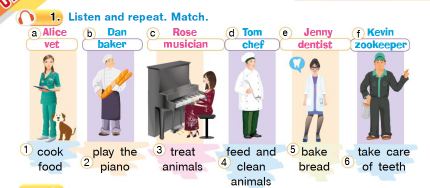 1. Listen and repeat. Match.
a Alice b Dan c Rose d Tom e Jenny f Kevin
vet baker musician chef dentist zookeeper
1 cook food
2 play the piano
3 treat animals
4 feed and clean animals
5 bake bread
6 take care of teeth